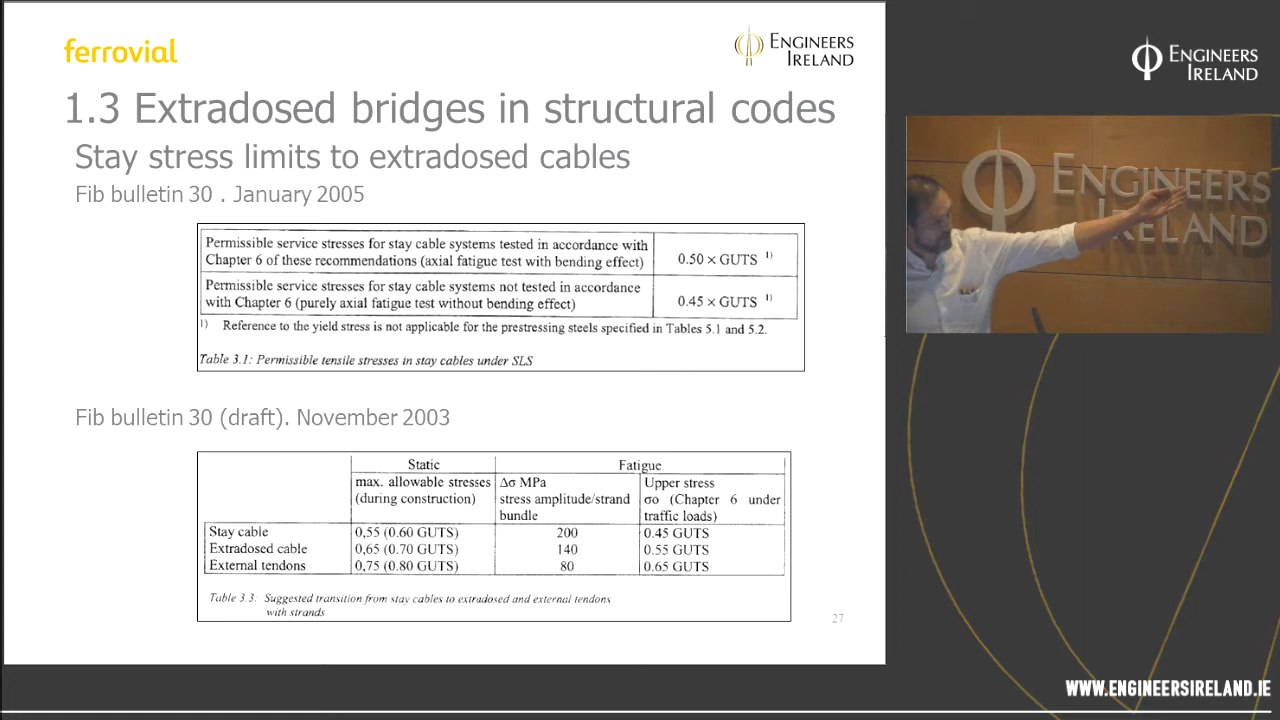 ferrovial
ENGINEERS
IRELAND
1.3 Extradosed bridges in structural codes
Stay stress limits to extradosed cables
Fib bulletin 30 . January 2005
Permissible service stresses for stay cable systems tested in accordance with
Chapter 6 of these recommendations (axial fatigue test with bending effect)
0.50 × GUTS 1)
Permissible service stresses for stay cable systems not tested in accordance
with Chapter 6 (purely axial fatigue test without bending effect)
0.45 × GUTS 1)
1) Reference to the yield stress is not applicable for the prestressing steels specified in Tables 5.1 and 5.2.
Table 3.1: Permissible tensile stresses in stay cables under SLS
Fib bulletin 30 (draft). November 2003
Static
Fatigue
max. allowable stresses
(during construction)
Δσ MPa
stress amplitude/strand
bundle
Upper stress
σo (Chapter 6 under
traffic loads)
Stay cable 0,55 (0.60 GUTS) 200 0.45 GUTS
Extradosed cable 0,65 (0.70 GUTS) 140 0.55 GUTS
External tendons 0,75 (0.80 GUTS) 80 0.65 GUTS
Table 3.3. Suggested transition from stay cables to extradosed and external tendons
with strands
27
ENGINEERS
IRELAND
ENGINEERS
IRELAND
WWW.ENGINEERSIRELAND.IE